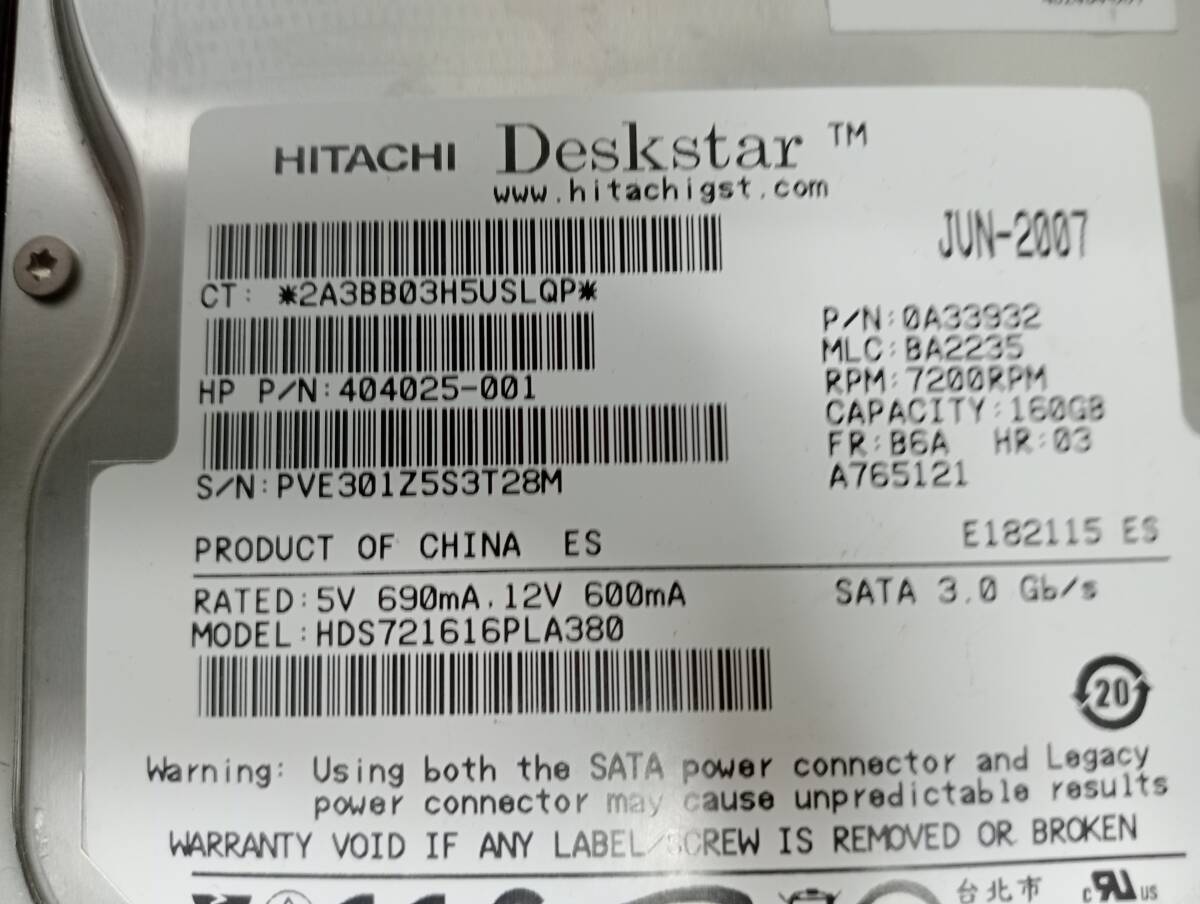 HITACHI Deskstar ™
www.hitachigst.com
JUN-2007
CT: *2A3BB03H5USLQP*
HP P/N:404025-001
S/N:PVE301Z5S3T28M
P/N:0A33932
MLC:BA2235
RPM:7200RPM
CAPACITY:160GB
FR:B6A HR:03
A765121
PRODUCT OF CHINA ES
E182115 ES
RATED:5V 690mA,12V 600mA
SATA 3.0 Gb/s
MODEL:HDS721616PLA380
20
Warning: Using both the SATA power connector and Legacy
power connector may cause unpredictable results
WARRANTY VOID IF ANY LABEL/SCREW IS REMOVED OR BROKEN
台北市
c US